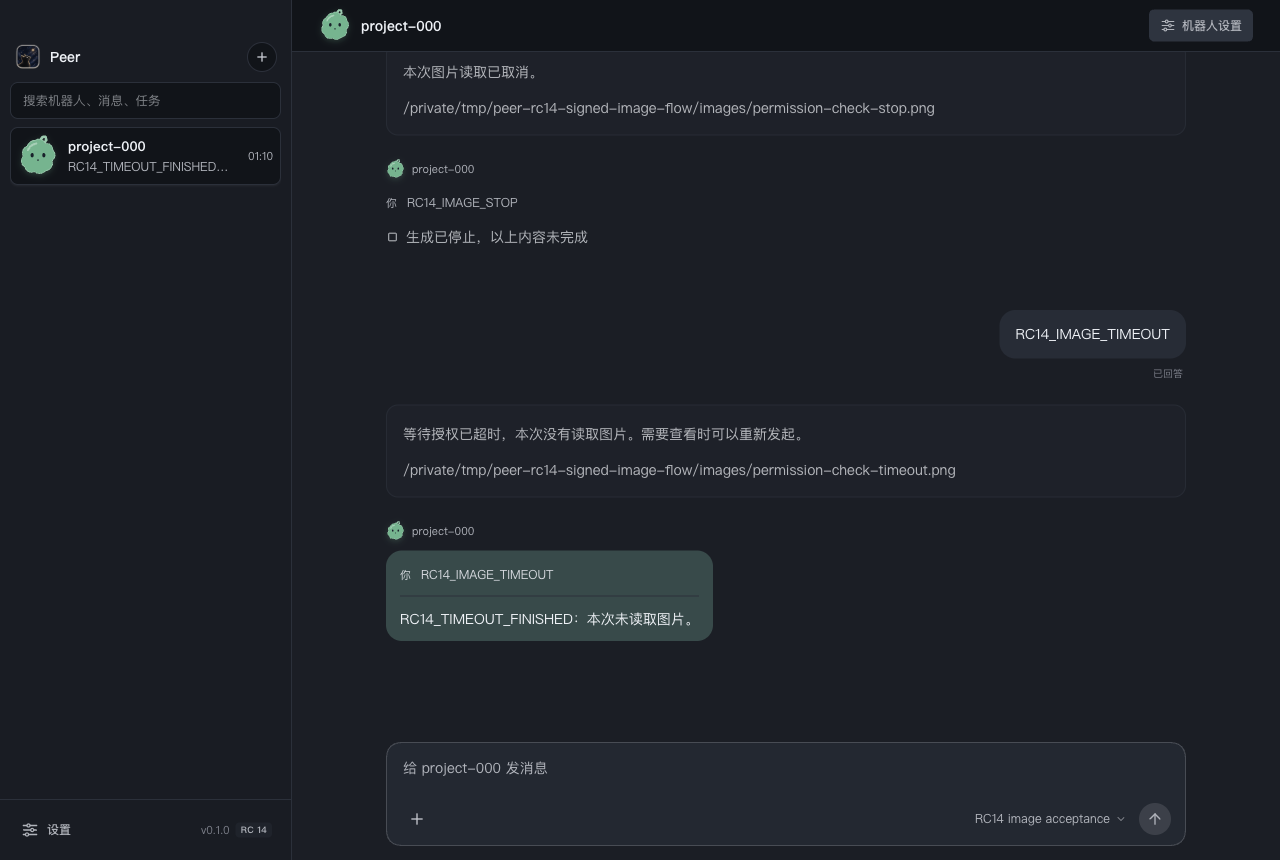 Peer
搜索机器人、消息、任务
project-000
01:10
RC14_TIMEOUT_FINISHED...
设置
v0.1.0
RC 14
project-000
机器人设置
本次图片读取已取消。
/private/tmp/peer-rc14-signed-image-flow/images/permission-check-stop.png
project-000
你 RC14_IMAGE_STOP
生成已停止，以上内容未完成
RC14_IMAGE_TIMEOUT
已回答
等待授权已超时，本次没有读取图片。需要查看时可以重新发起。
/private/tmp/peer-rc14-signed-image-flow/images/permission-check-timeout.png
project-000
你 RC14_IMAGE_TIMEOUT
RC14_TIMEOUT_FINISHED：本次未读取图片。
给 project-000 发消息
RC14 image acceptance